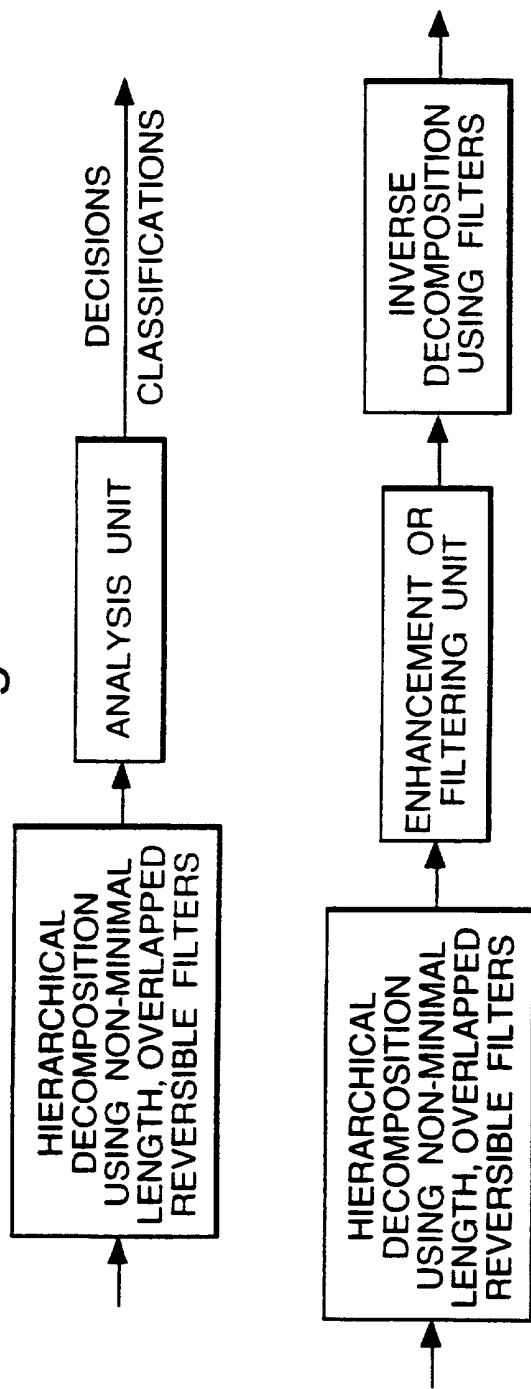 HIERARCHICAL
DECOMPOSITION
USING NON-MINIMAL
LENGTH, OVERLAPPED
REVERSIBLE FILTERS
ANALYSIS UNIT
DECISIONS
CLASSIFICATIONS
HIERARCHICAL
DECOMPOSITION
USING NON-MINIMAL
LENGTH, OVERLAPPED
REVERSIBLE FILTERS
ENHANCEMENT OR
FILTERING UNIT
INVERSE
DECOMPOSITION
USING FILTERS